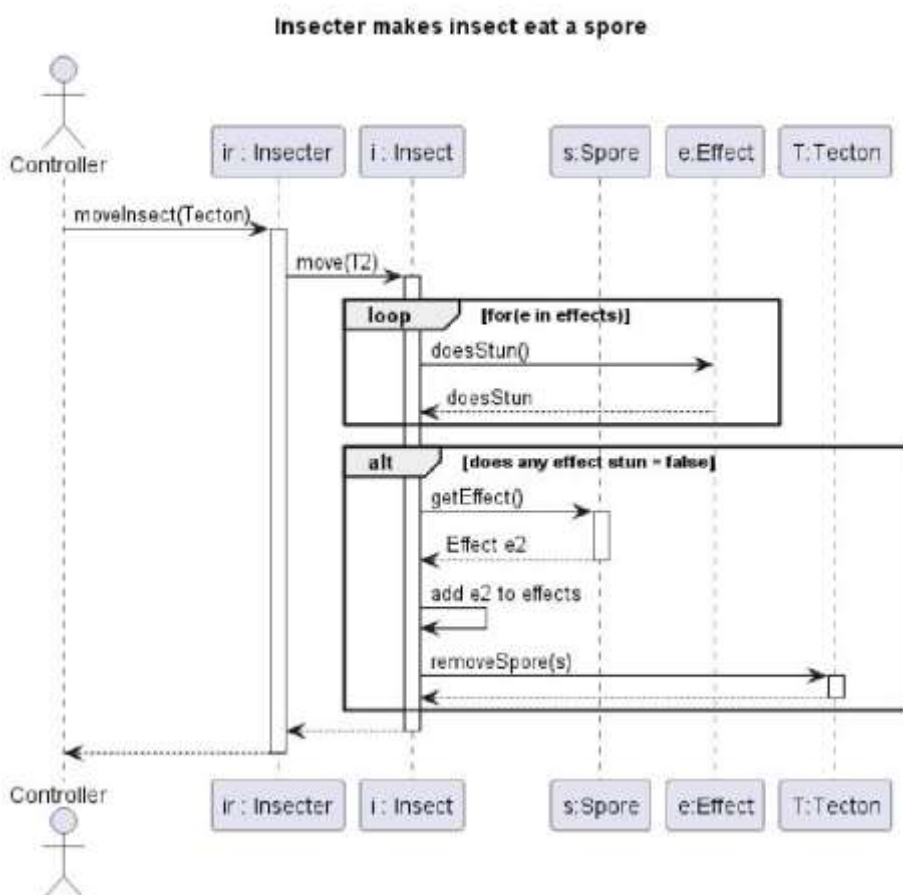 Insecter makes insect eat a spore
Controller
ir : Insecter
i : Insect
s:Spore
e:Effect
T:Tecton
moveInsect(Tecton)
move(T2)
loop [for(e in effects)]
doesStun()
doesStun
alt [does any effect stun = false]
getEffect()
Effect e2
add e2 to effects
removeSpore(s)
Controller
ir : Insecter
i : Insect
s:Spore
e:Effect
T:Tecton